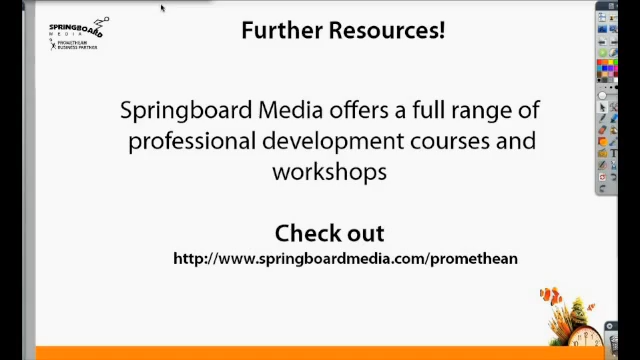 SPRINGBOARD
MEDIA
PROMETHEAN
BUSINESS PARTNER
Further Resources!
Springboard Media offers a full range of
professional development courses and
workshops
Check out
http://www.springboardmedia.com/promethean